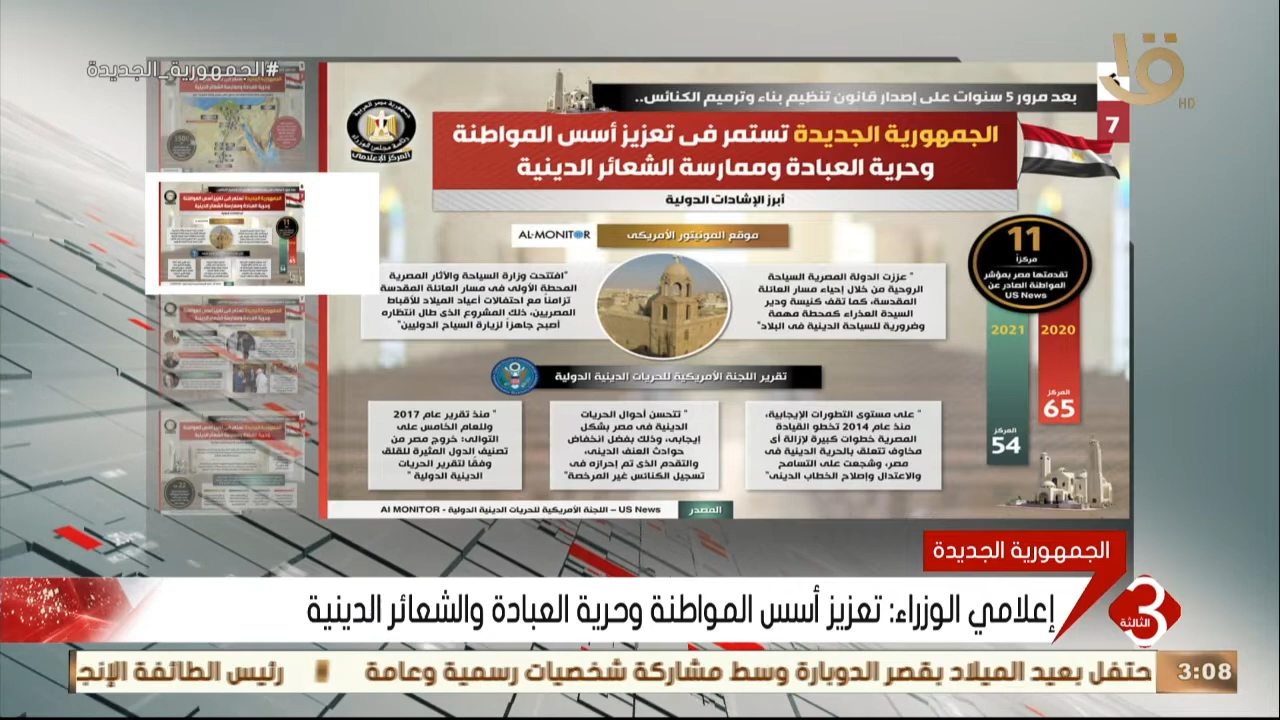 #الجمهورية_الجديدة
HD
بعد مرور 5 سنوات على إصدار قانون تنظيم بناء وترميم الكنائس..
7
الجمهورية الجديدة تستمر فى تعزيز أسس المواطنة
وحرية العبادة وممارسة الشعائر الدينية
أبرز الإشادات الدولية
موقع المونيتور الأمريكى
AL-MONITOR
11
مركزاً
تقدمتها مصر بمؤشر
المواطنة الصادر عن
US News
2020
2021
المركز
65
المركز
54
" عززت الدولة المصرية السياحة
الروحية من خلال إحياء مسار العائلة
المقدسة، كما تقف كنيسة ودير
السيدة العذراء كمحطة مهمة
وضرورية للسياحة الدينية فى البلاد"
"افتتحت وزارة السياحة والآثار المصرية
المحطة الأولى فى مسار العائلة المقدسة
تزامناً مع احتفالات أعياد الميلاد للأقباط
المصريين، ذلك المشروع الذى طال انتظاره
أصبح جاهزاً لزيارة السياح الدوليين"
تقرير اللجنة الأمريكية للحريات الدينية الدولية
" على مستوى التطورات الإيجابية،
منذ عام 2014 تخطو القيادة
المصرية خطوات كبيرة لإزالة أى
مخاوف تتعلق بالحرية الدينية فى
مصر، وشجعت على التسامح
والاعتدال وإصلاح الخطاب الدينى"
" تتحسن أحوال الحريات
الدينية فى مصر بشكل
إيجابى، وذلك بفضل انخفاض
حوادث العنف الدينى،
والتقدم الذى تم إحرازه فى
تسجيل الكنائس غير المرخصة"
" منذ تقرير عام 2017
وللعام الخامس على
التوالى: خروج مصر من
تصنيف الدول المثيرة للقلق
وفقًا لتقرير الحريات
الدينية الدولية "
المصدر
US News – اللجنة الأمريكية للحريات الدينية الدولية - Al MONITOR
الجمهورية الجديدة
إعلامي الوزراء: تعزيز أسس المواطنة وحرية العبادة والشعائر الدينية
3
الثالثة
3:08
حتفل بعيد الميلاد بقصر الدوبارة وسط مشاركة شخصيات رسمية وعامة
رئيس الطائفة الإنج